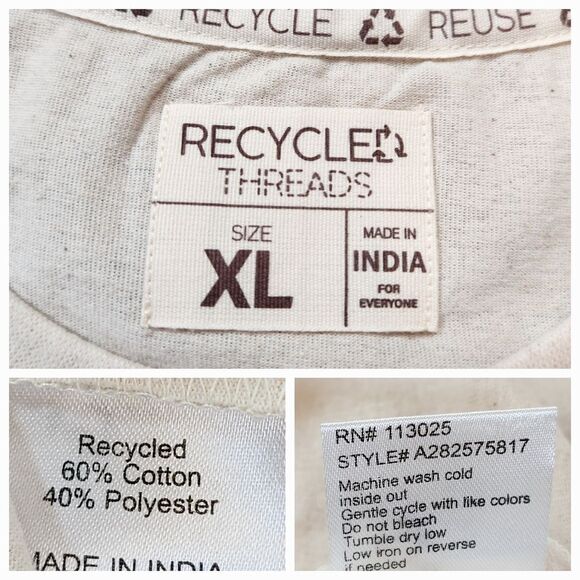 RECYCLE REUSE
RECYCLED
THREADS
SIZE
XL
MADE IN
INDIA
FOR
EVERYONE
Recycled
60% Cotton
40% Polyester
MADE IN INDIA
RN# 113025
STYLE# A282575817
Machine wash cold
inside out
Gentle cycle with like colors
Do not bleach
Tumble dry low
Low iron on reverse
if needed